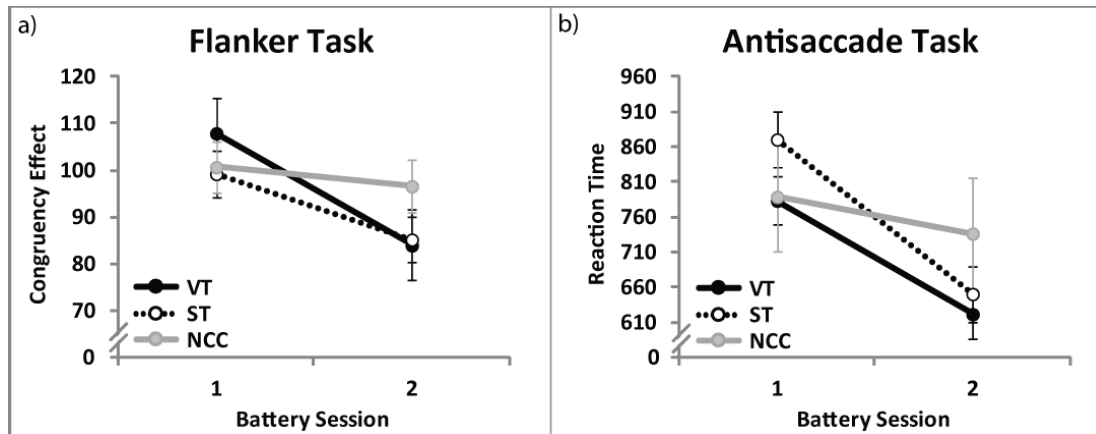 a)
Flanker Task
Congruency Effect
120
110
100
90
80
70
0
VT
ST
NCC
1
2
Battery Session
b)
Antisaccade Task
Reaction Time
960
910
860
810
760
710
660
610
0
VT
ST
NCC
1
2
Battery Session